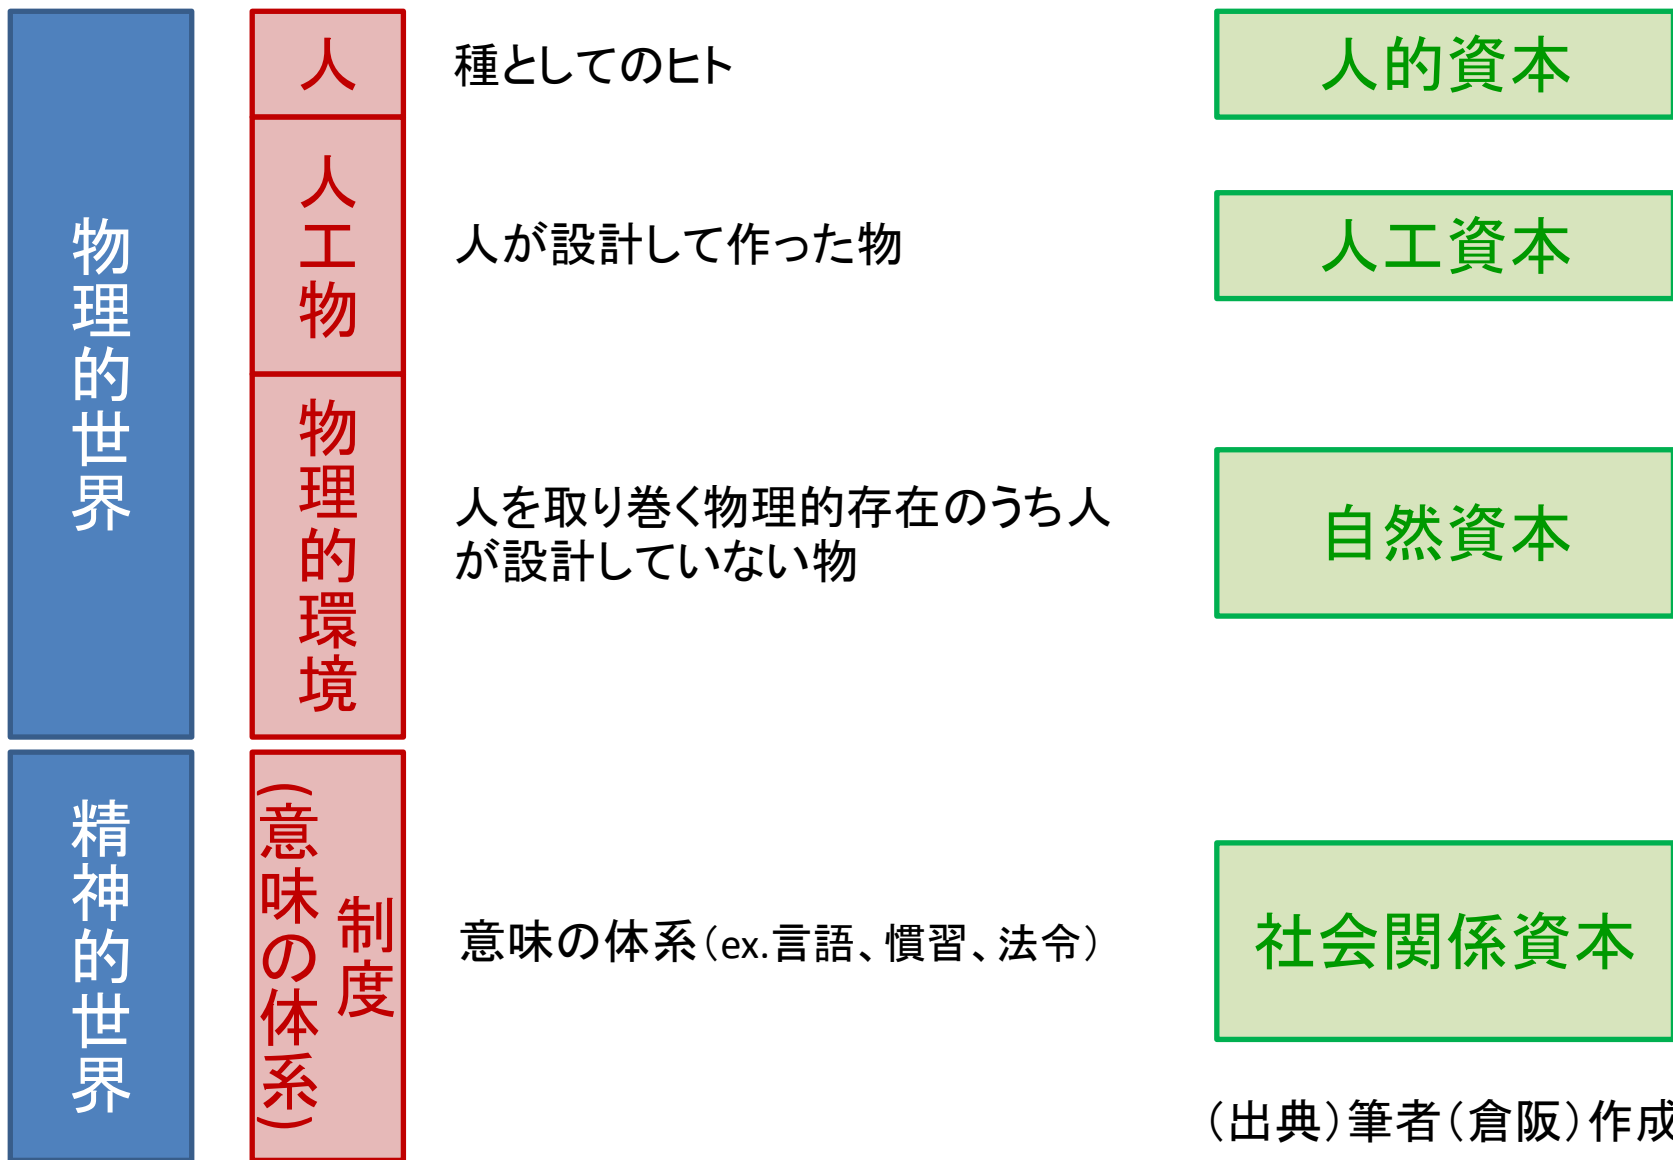 物理的世界
人
種としてのヒト
人的資本
人工物
人が設計して作った物
人工資本
物理的環境
人を取り巻く物理的存在のうち人
が設計していない物
自然資本
精神的世界
制度
(意味の体系)
意味の体系(ex.言語、慣習、法令)
社会関係資本
(出典)筆者(倉阪)作成